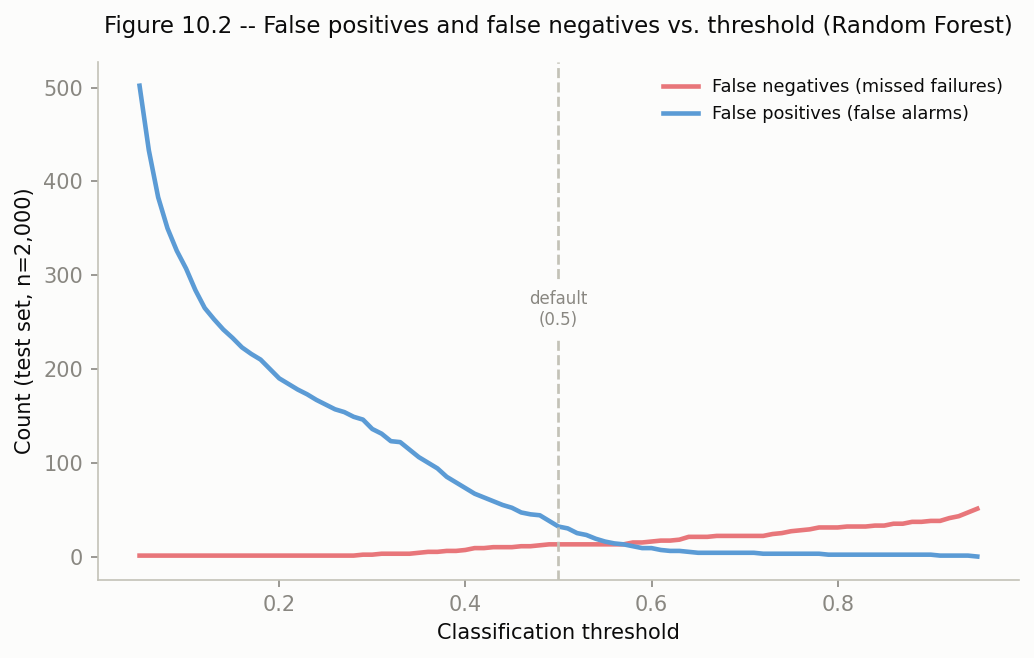 Figure 10.2 -- False positives and false negatives vs. threshold (Random Forest)
False negatives (missed failures)
False positives (false alarms)
Count (test set, n=2,000)
500
400
300
200
100
0
default
(0.5)
0.2
0.4
0.6
0.8
Classification threshold